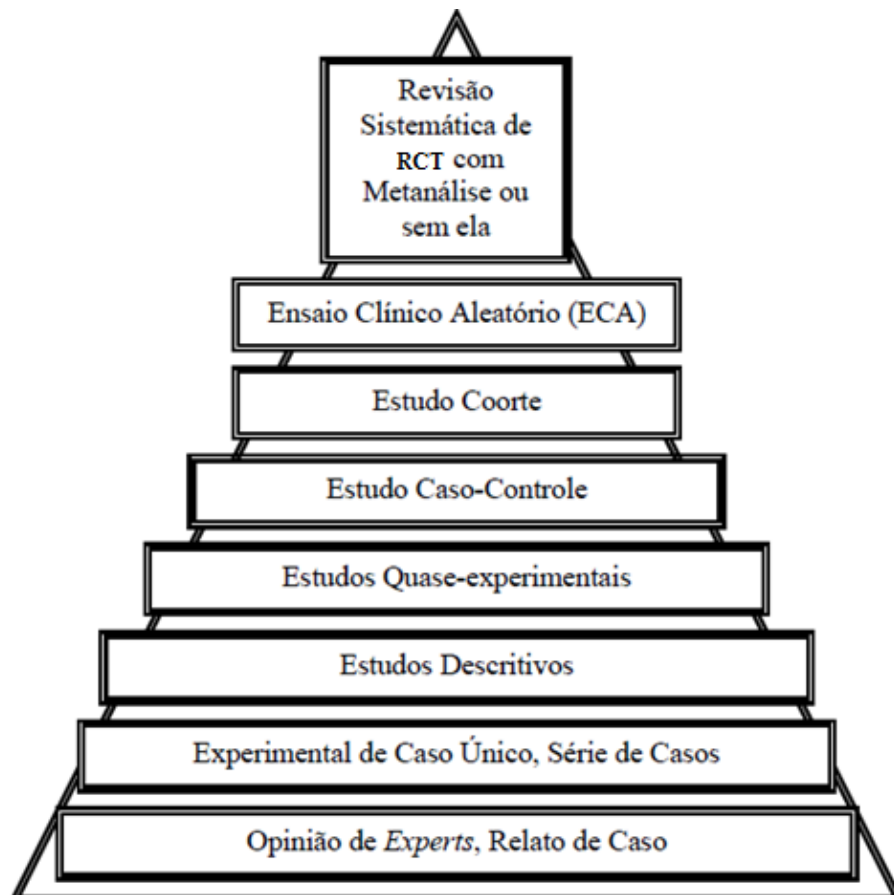 Revisão
Sistemática de
RCT com
Metanálise ou
sem ela
Ensaio Clínico Aleatório (ECA)
Estudo Coorte
Estudo Caso-Controle
Estudos Quase-experimentais
Estudos Descritivos
Experimental de Caso Único, Série de Casos
Opinião de Experts, Relato de Caso